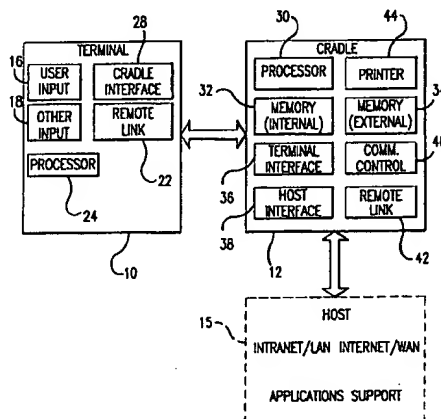 28
30
44
TERMINAL
CRADLE
16
USER INPUT
CRADLE INTERFACE
PROCESSOR
PRINTER
18
32
34
OTHER INPUT
REMOTE LINK
MEMORY (INTERNAL)
MEMORY (EXTERNAL)
PROCESSOR
TERMINAL INTERFACE
COMM. CONTROL
40
24
22
36
HOST INTERFACE
REMOTE LINK
10
38
12
42
15
HOST
INTRANET/LAN INTERNET/WAN
APPLICATIONS SUPPORT